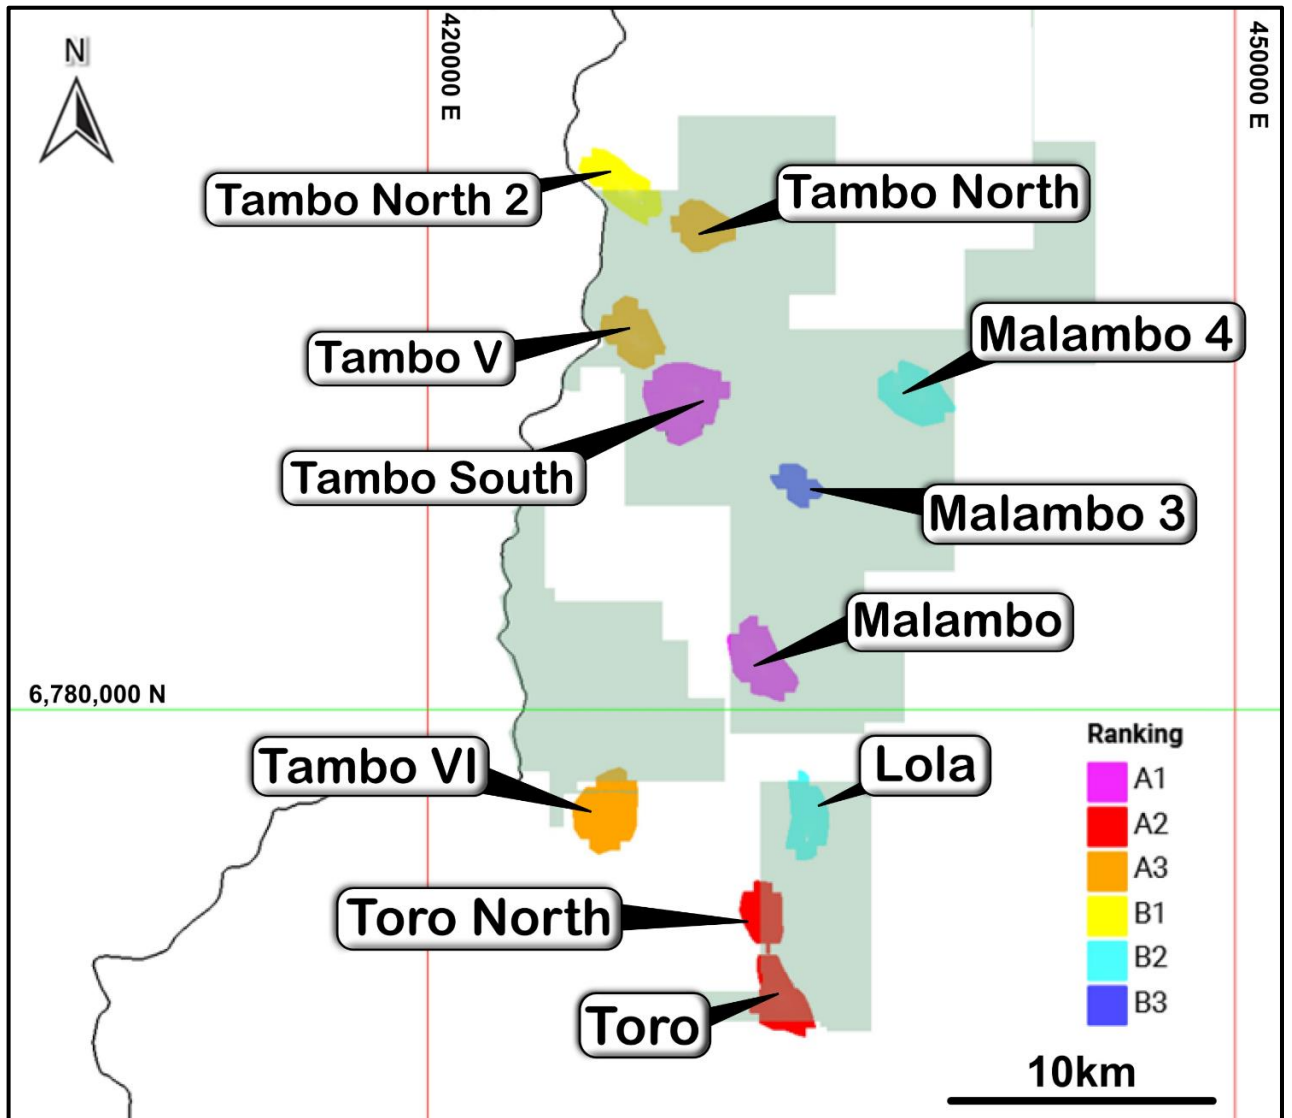 N
420000 E
450000 E
Tambo North 2
Tambo North
Malambo 4
Tambo V
Tambo South
Malambo 3
Malambo
6,780,000 N
Ranking
Tambo VI
Lola
A1
A2
A3
Toro North
B1
B2
B3
Toro
10km